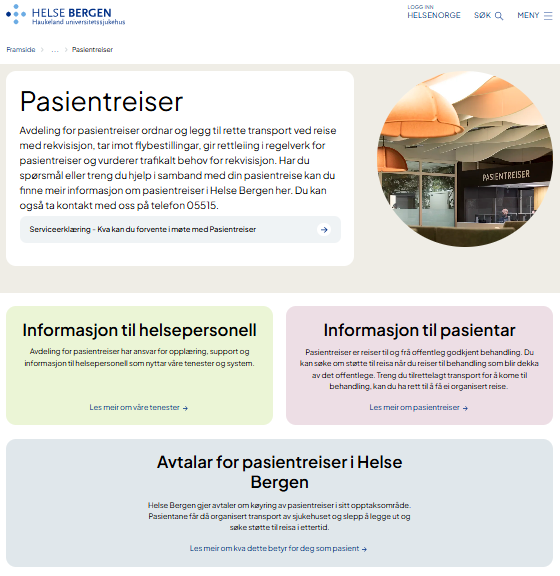 HELSE BERGEN
Haukeland universitetssjukehus
LOGG INN
HELSENORGE
SØK
MENY
Framside › ... › Pasientreiser
Pasientreiser
Avdeling for pasientreiser ordnar og legg til rette transport ved reise
med rekvisisjon, tar imot flybestillingar, gir rettleiing i regelverk for
pasientreiser og vurderer trafikalt behov for rekvisisjon. Har du
spørsmål eller treng du hjelp i samband med din pasientreise kan du
finne meir informasjon om pasientreiser i Helse Bergen her. Du kan
også ta kontakt med oss på telefon 05515.
Serviceerklæring - Kva kan du forvente i møte med Pasientreiser
PASIENTREISER
Informasjon til helsepersonell
Avdeling for pasientreiser har ansvar for opplæring, support og
informasjon til helsepersonell som nyttar våre tenester og system.
Les meir om våre tenester →
Informasjon til pasientar
Pasientreiser er reiser til og frå offentleg godkjent behandling. Du
kan søke om støtte til reisa når du reiser til behandling som blir dekka
av det offentlege. Treng du tilrettelagt transport for å kome til
behandling, kan du ha rett til å få ei organisert reise.
Les meir om pasientreiser →
Avtalar for pasientreiser i Helse
Bergen
Helse Bergen gjer avtaler om køyring av pasientreiser i sitt opptaksområde.
Pasientane får då organisert transport av sjukehuset og slepp å legge ut og
søke støtte til reisa i ettertid.
Les meir om kva dette betyr for deg som pasient →